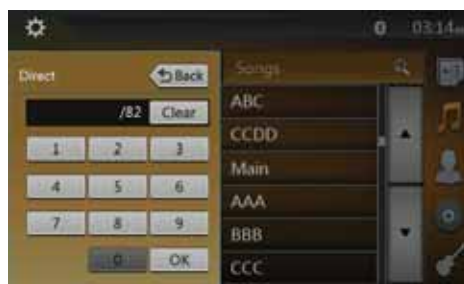 03:14
Direct
Back
/82 Clear
1 2 3
4 5 6
7 8 9
0 OK
Songs
ABC
CCDD
Main
AAA
BBB
CCC